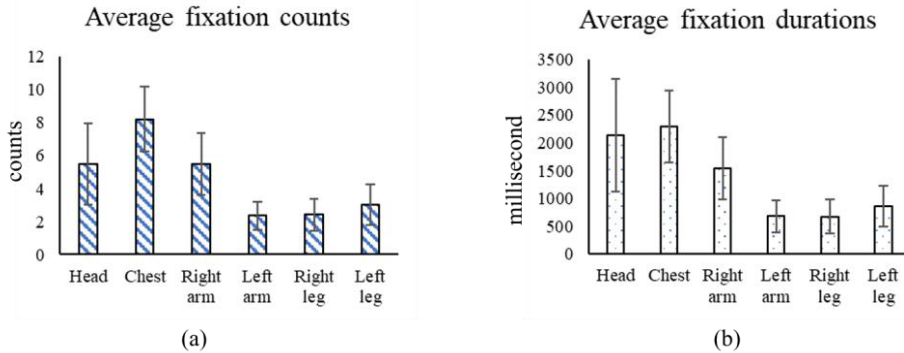 Average fixation counts
counts
12
10
8
6
4
2
0
Head Chest Right arm Left arm Right leg Left leg
(a)
Average fixation durations
millisecond
3500
3000
2500
2000
1500
1000
500
0
Head Chest Right arm Left arm Right leg Left leg
(b)